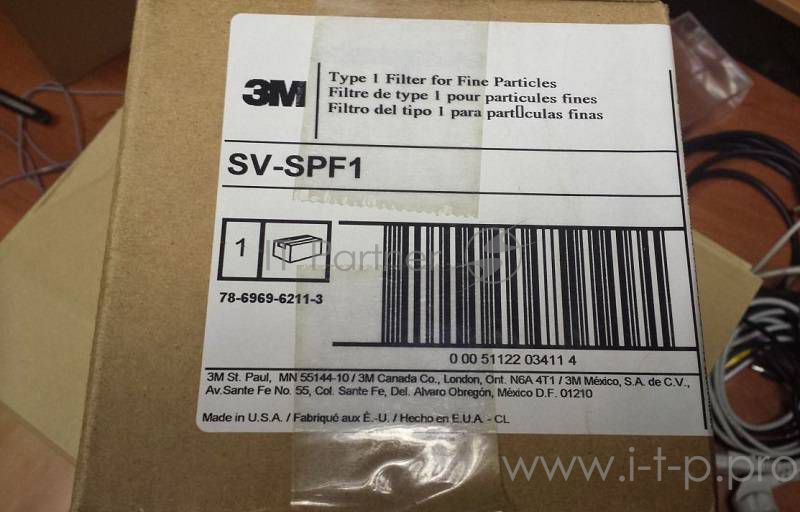 3M
Type 1 Filter for Fine Particles
Filtre de type 1 pour particules fines
Filtro del tipo 1 para part□culas finas
SV-SPF1
1
IT-Partner
78-6969-6211-3
0 00 51122 03411 4
3M St. Paul, MN 55144-10 / 3M Canada Co., London, Ont. N6A 4T1 / 3M México, S.A. de C.V.,
Av.Sante Fe No. 55, Col. Sante Fe, Del. Alvaro Obregón, México D.F. 01210
Made in U.S.A. / Fabriqué aux É.-U. / Hecho en E.U.A. - CL
www.i-t-p.pro